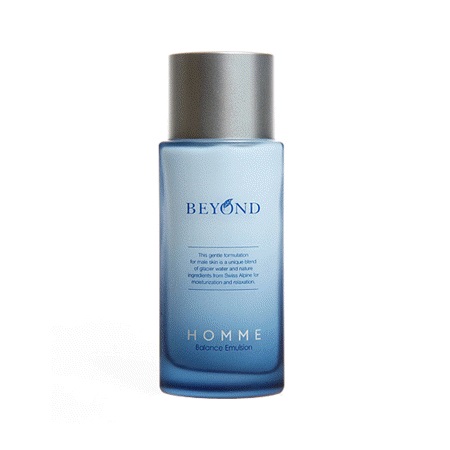 BEYOND
This gentle formulation
for male skin is a unique blend
of glacier water and nature
ingredients from Swiss Alpine for
moisturization and relaxation.
HOMME
Balance Emulsion